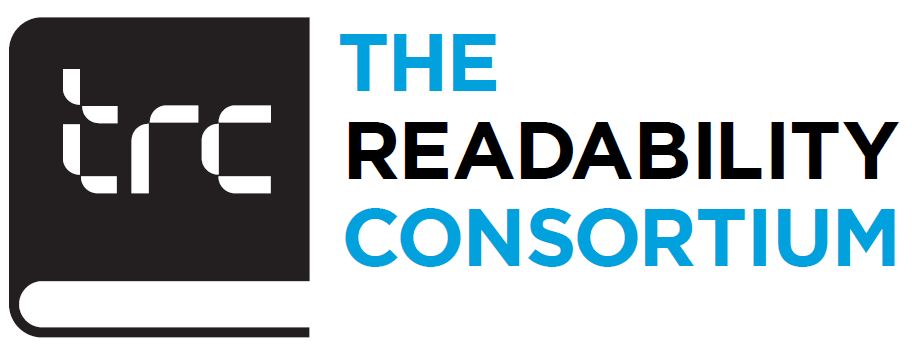 trc
THE
READABILITY
CONSORTIUM